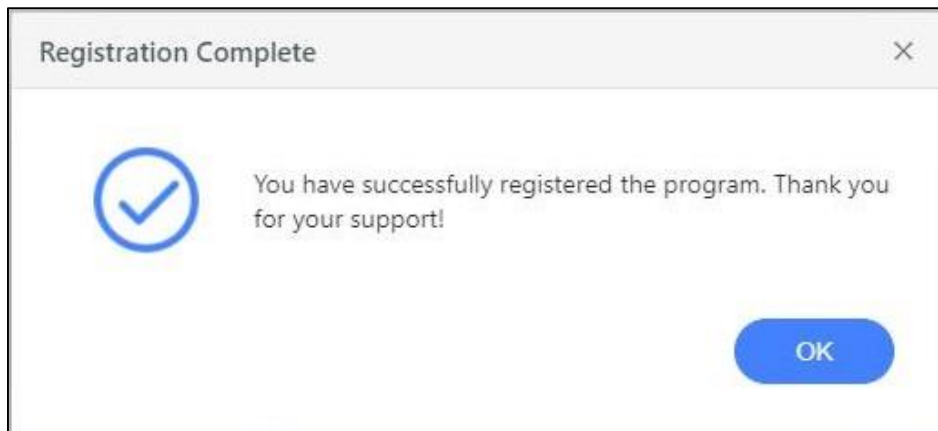 Registration Complete
You have successfully registered the program. Thank you
for your support!
OK